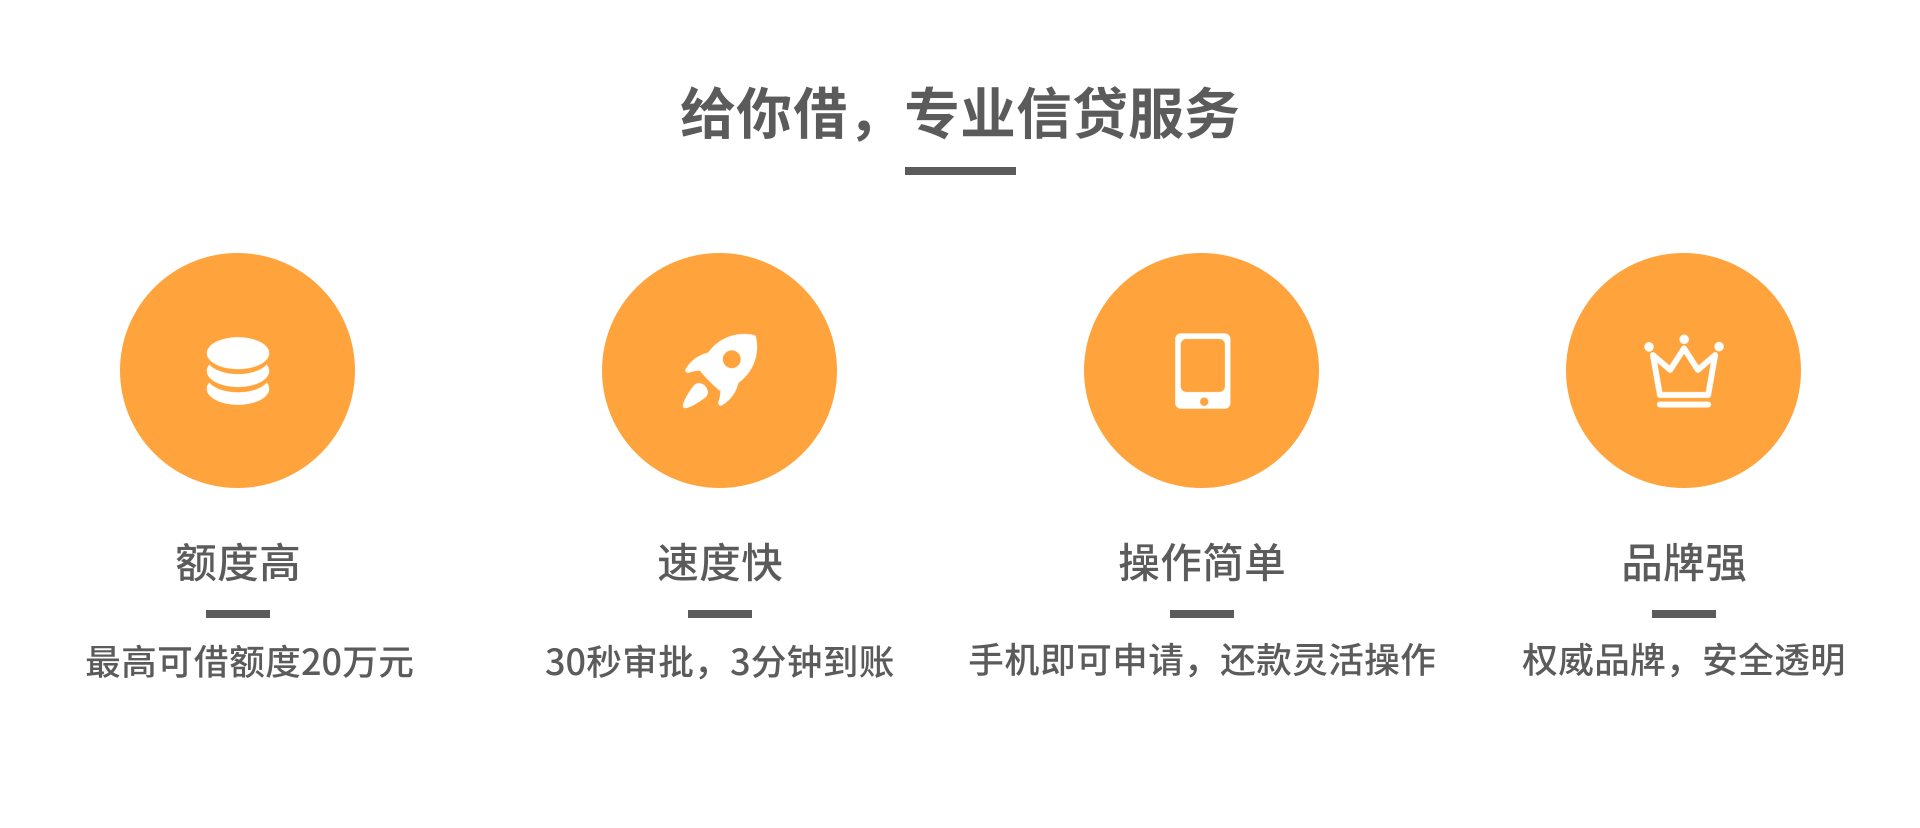 给你借，专业信贷服务
额度高
最高可借额度20万元
速度快
30秒审批，3分钟到账
操作简单
手机即可申请，还款灵活操作
品牌强
权威品牌，安全透明